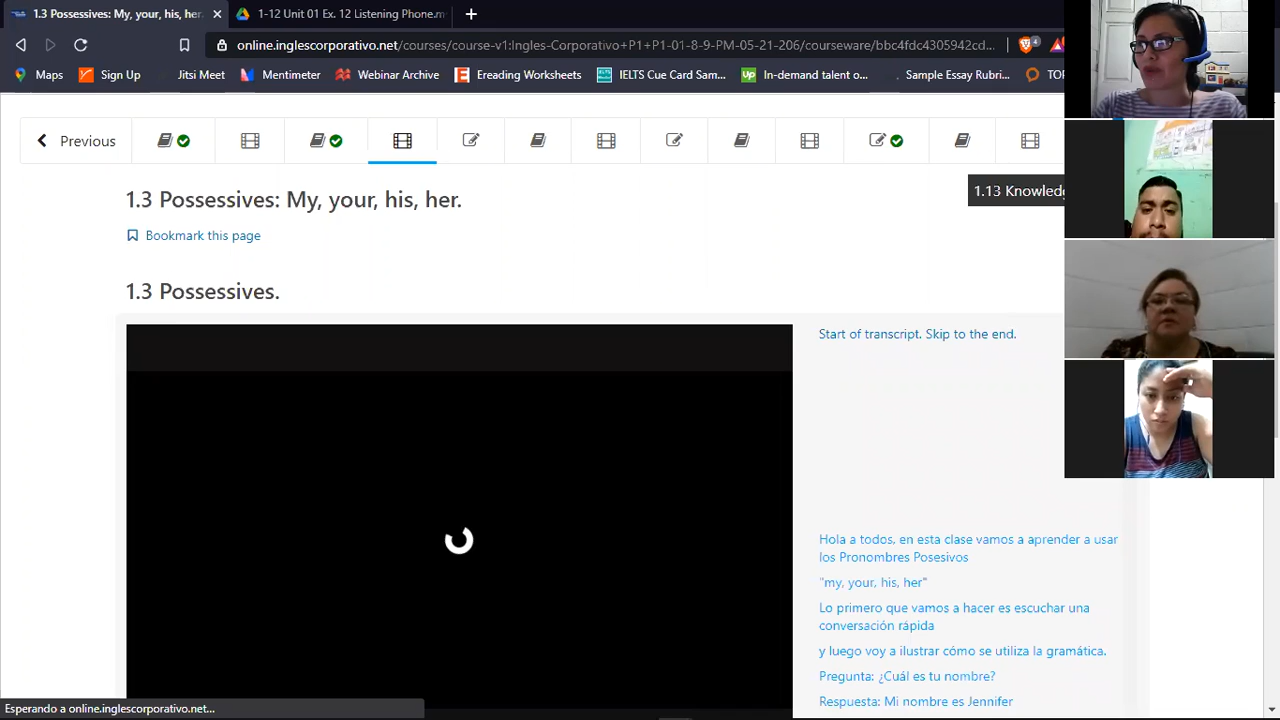 1.3 Possessives: My, your, his, her.
1-12 Unit 01 Ex. 12 Listening Phone.m
online.inglescorporativo.net/courses/course-v1:Ingles-Corporativo+P1+P1-01-8-9-PM-05-21-206/courseware/bbc4fdc4305942cd...
4
Maps
Sign Up
Jitsi Meet
Mentimeter
Webinar Archive
Erasing Worksheets
IELTS Cue Card
In-demand talent on
Sample
by Rubri...
Previous
1.3 Possessives: My, your, his, her.
1.13 Knowledg
Bookmark this page
1.3 Possessives.
Start of transcript. Skip to the end.
Hola a todos, en esta clase vamos a aprender a usar
los Pronombres Posesivos
"my, your, his, her"
Lo primero que vamos a hacer es escuchar una
conversación rápida
y luego voy a ilustrar cómo se utiliza la gramática.
Pregunta: ¿Cuál es tu nombre?
Respuesta: Mi nombre es Jennifer
Esperando a online.inglescorporativo.net...